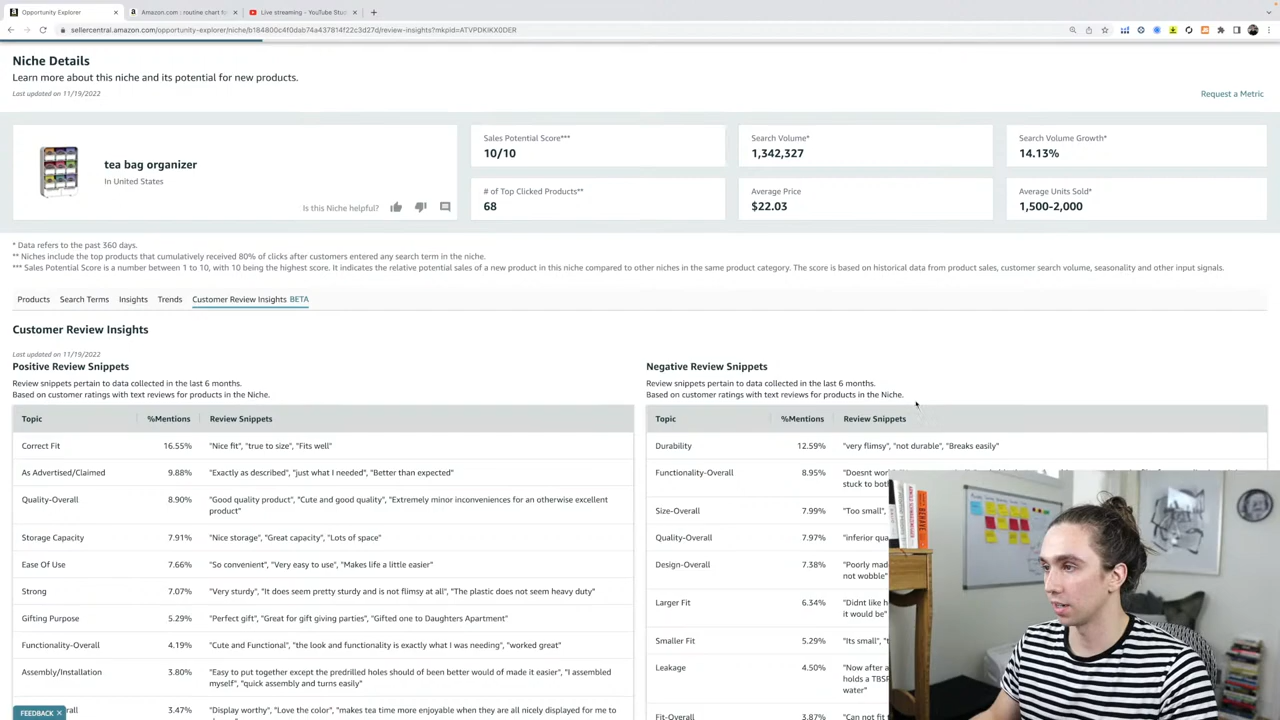 Opportunity Explorer
Amazon.com : routine chart fo
Live streaming - YouTube Stud
sellercentral.amazon.com/opportunity-explorer/niche/b184800c4f0dab74a437814f22c3d27d/review-insights?mkpid=ATVPDKIKX0DER
Niche Details
Learn more about this niche and its potential for new products.
Last updated on 11/19/2022
Request a Metric
tea bag organizer
In United States
Is this Niche helpful?
Sales Potential Score***
10/10
Search Volume*
1,342,327
Search Volume Growth*
14.13%
# of Top Clicked Products**
68
Average Price
$22.03
Average Units Sold*
1,500-2,000
* Data refers to the past 360 days.
** Niches include the top products that cumulatively received 80% of clicks after customers entered any search term in the niche.
*** Sales Potential Score is a number between 1 to 10, with 10 being the highest score. It indicates the relative potential sales of a new product in this niche compared to other niches in the same product category. The score is based on historical data from product sales, customer search volume, seasonality and other input signals.
Products Search Terms Insights Trends Customer Review Insights BETA
Customer Review Insights
Last updated on 11/19/2022
Positive Review Snippets
Review snippets pertain to data collected in the last 6 months.
Based on customer ratings with text reviews for products in the Niche.
Topic %Mentions Review Snippets
Correct Fit 16.55% "Nice fit", "true to size", "Fits well"
As Advertised/Claimed 9.88% "Exactly as described", "just what I needed", "Better than expected"
Quality-Overall 8.90% "Good quality product", "Cute and good quality", "Extremely minor inconveniences for an otherwise excellent
product"
Storage Capacity 7.91% "Nice storage", "Great capacity", "Lots of space"
Ease Of Use 7.66% "So convenient", "Very easy to use", "Makes life a little easier"
Strong 7.07% "Very sturdy", "It does seem pretty sturdy and is not flimsy at all", "The plastic does not seem heavy duty"
Gifting Purpose 5.29% "Perfect gift", "Great for gift giving parties", "Gifted one to Daughters Apartment"
Functionality-Overall 4.19% "Cute and Functional", "the look and functionality is exactly what I was needing", "worked great"
Assembly/Installation 3.80% "Easy to put together except the predrilled holes should of been better would of made it easier", "I assembled
myself", "quick assembly and turns easily"
3.47% "Display worthy", "Love the color", "makes tea time more enjoyable when they are all nicely displayed for me to
FEEDBACK
Negative Review Snippets
Review snippets pertain to data collected in the last 6 months.
Based on customer ratings with text reviews for products in the Niche.
Topic %Mentions Review Snippets
Durability 12.59% "very flimsy", "not durable", "Breaks easily"
Functionality-Overall 8.95% "Doesnt
stuck to
Size-Overall 7.99% "Too small",
Quality-Overall 7.97% "inferior
Design-Overall 7.38% "Poorly made
not wobble"
Larger Fit 6.34% "Didnt like
it would be"
Smaller Fit 5.29% "Its small",
Leakage 4.50% "Now after
holds a
water"
Fit-Overall 3.87% "Can not fit
BEHAVE